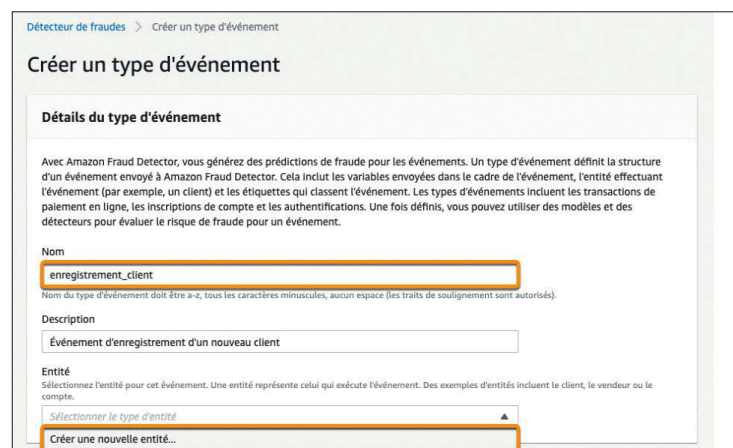 Détecteur de fraudes > Créer un type d'événement
Créer un type d'événement
Détails du type d'événement
Avec Amazon Fraud Detector, vous générez des prédictions de fraude pour les événements. Un type d'événement définit la structure
d'un événement envoyé à Amazon Fraud Detector. Cela inclut les variables envoyées dans le cadre de l'événement, l'entité effectuant
l'événement (par exemple, un client) et les étiquettes qui classent l'événement. Les types d'événements incluent les transactions de
paiement en ligne, les inscriptions de compte et les authentifications. Une fois définis, vous pouvez utiliser des modèles et des
détecteurs pour évaluer le risque de fraude pour un événement.
Nom
enregistrement_client
Nom du type d'événement doit être a-z, tous les caractères minuscules, aucun espace (les traits de soulignement sont autorisés).
Description
Événement d'enregistrement d'un nouveau client
Entité
Sélectionnez l'entité pour cet événement. Une entité représente celui qui exécute l'événement. Des exemples d'entités incluent le client, le vendeur ou le
compte.
Sélectionner le type d'entité
Créer une nouvelle entité...